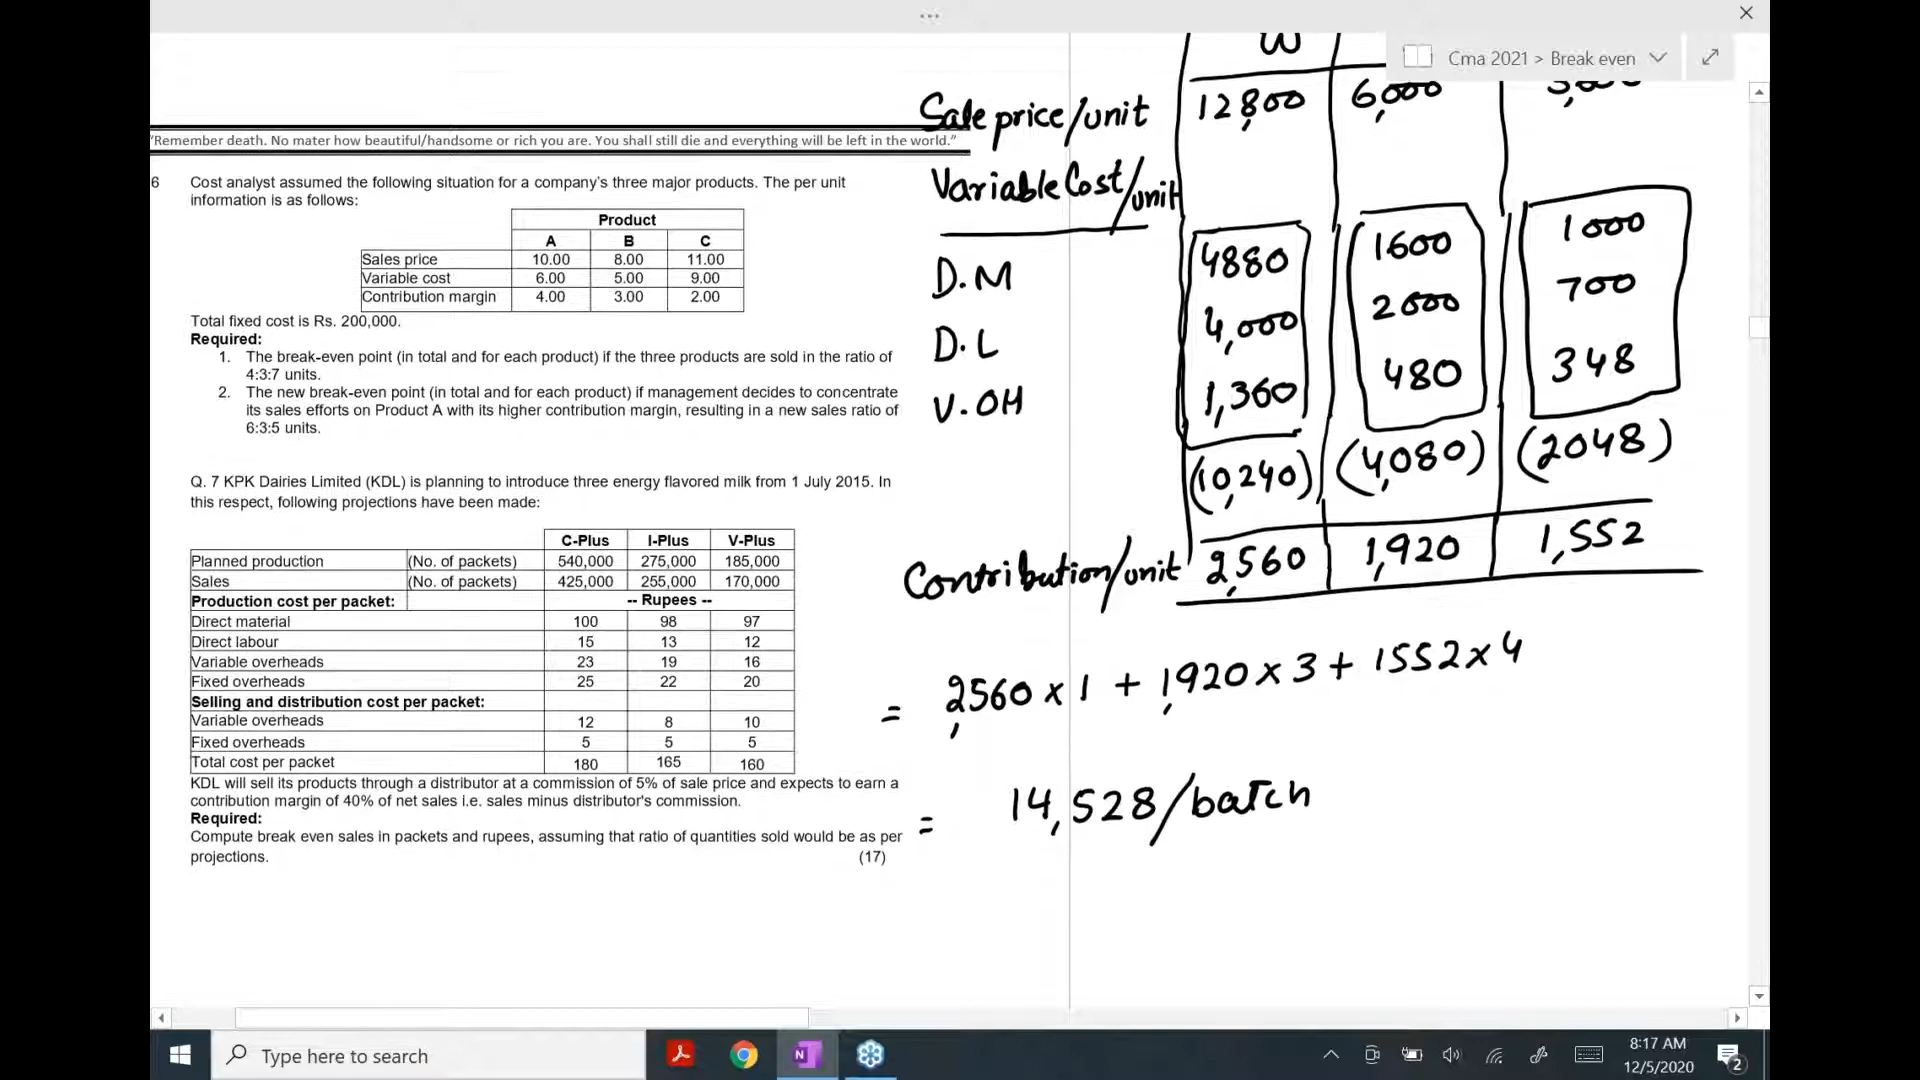 Cma 2021 > Break even
W
Sale price/unit 12,800 6,000
"Remember death. No mater how beautiful/handsome or rich you are. You shall still die and everything will be left in the world."
Variable Cost/unit
6 Cost analyst assumed the following situation for a company's three major products. The per unit
information is as follows:
Product
A B C
Sales price 10.00 8.00 11.00
Variable cost 6.00 5.00 9.00
Contribution margin 4.00 3.00 2.00
Total fixed cost is Rs. 200,000.
Required:
1. The break-even point (in total and for each product) if the three products are sold in the ratio of
4:3:7 units.
2. The new break-even point (in total and for each product) if management decides to concentrate
its sales efforts on Product A with its higher contribution margin, resulting in a new sales ratio of
6:3:5 units.
Q. 7 KPK Dairies Limited (KDL) is planning to introduce three energy flavored milk from 1 July 2015. In
this respect, following projections have been made:
C-Plus I-Plus V-Plus
Planned production (No. of packets) 540,000 275,000 185,000
Sales (No. of packets) 425,000 255,000 170,000
Production cost per packet: -- Rupees --
Direct material 100 98 97
Direct labour 15 13 12
Variable overheads 23 19 16
Fixed overheads 25 22 20
Selling and distribution cost per packet:
Variable overheads 12 8 10
Fixed overheads 5 5 5
Total cost per packet 180 165 160
KDL will sell its products through a distributor at a commission of 5% of sale price and expects to earn a
contribution margin of 40% of net sales i.e. sales minus distributor's commission.
Required:
Compute break even sales in packets and rupees, assuming that ratio of quantities sold would be as per
projections. (17)
D.M 4880 1600 1000
D.L 4,000 2000 700
V.OH 1,360 480 348
(10,240) (4,080) (2048)
Contribution/unit 2,560 1,920 1,552
= 2,560 x 1 + 1,920 x 3 + 1552 x 4
= 14,528/batch
Type here to search
8:17 AM
12/5/2020
2